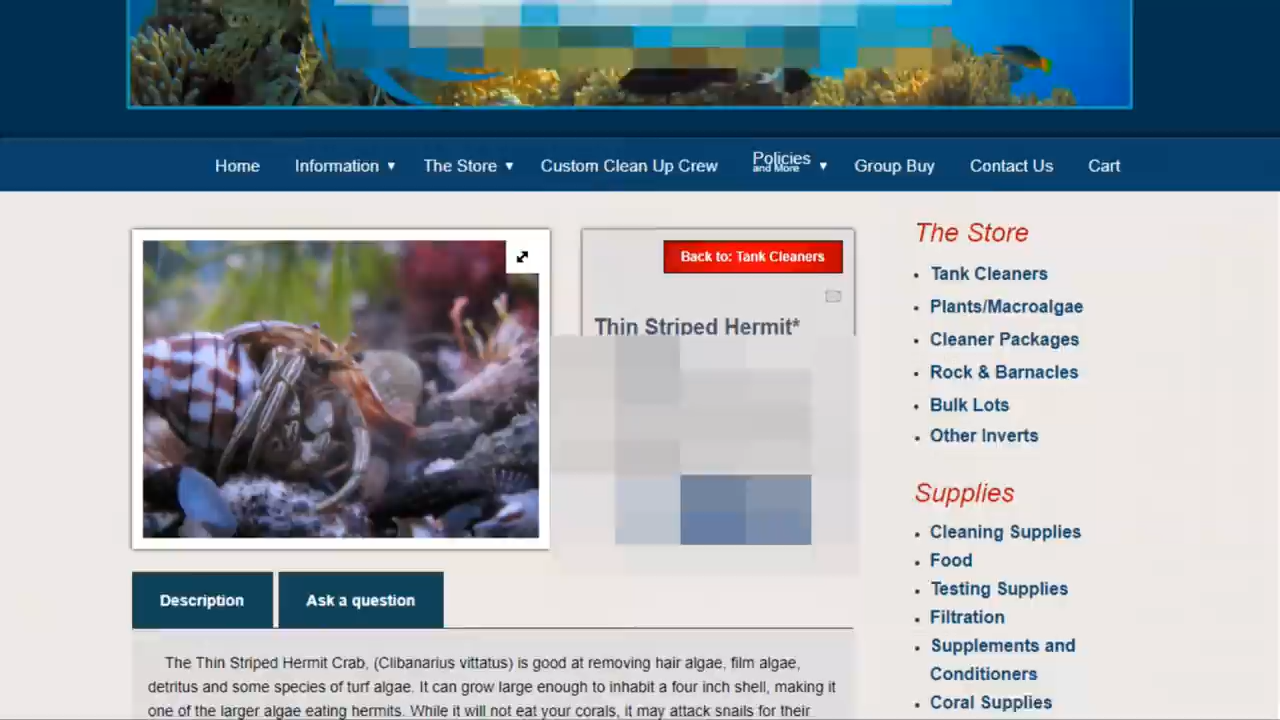 Home Information ▼ The Store ▼ Custom Clean Up Crew Policies and More ▼ Group Buy Contact Us Cart
Back to: Tank Cleaners
Thin Striped Hermit*
Description Ask a question
The Thin Striped Hermit Crab, (Clibanarius vittatus) is good at removing hair algae, film algae,
detritus and some species of turf algae. It can grow large enough to inhabit a four inch shell, making it
one of the larger algae eating hermits. While it will not eat your corals, it may attack snails for their
The Store
• Tank Cleaners
• Plants/Macroalgae
• Cleaner Packages
• Rock & Barnacles
• Bulk Lots
• Other Inverts
Supplies
• Cleaning Supplies
• Food
• Testing Supplies
• Filtration
• Supplements and
Conditioners
• Coral Supplies